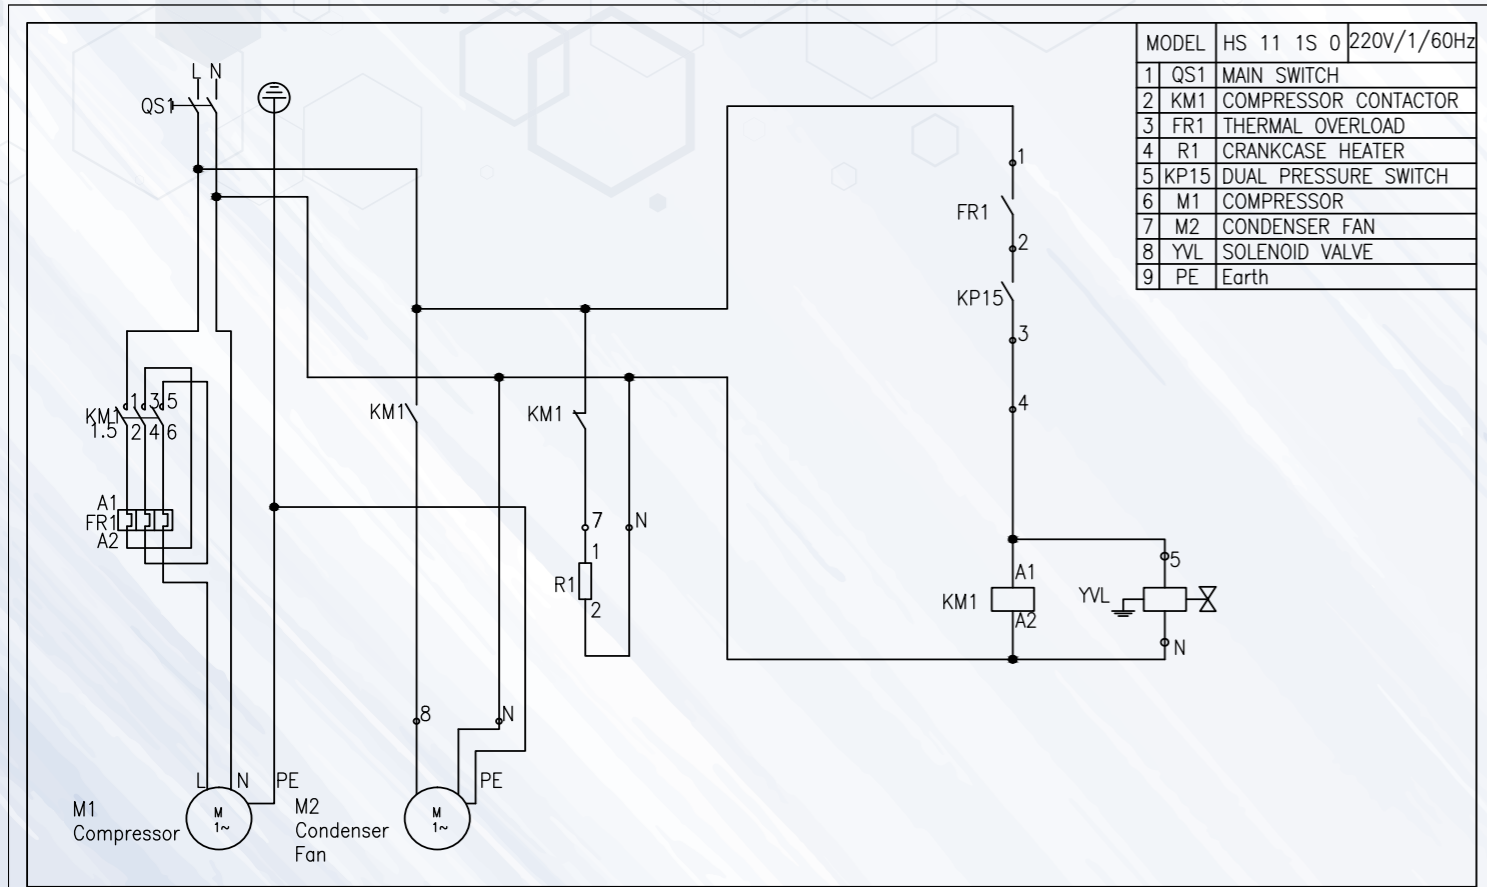 MODEL HS 11 1S 0 220V/1/60Hz
1 QS1 MAIN SWITCH
2 KM1 COMPRESSOR CONTACTOR
3 FR1 THERMAL OVERLOAD
4 R1 CRANKCASE HEATER
5 KP15 DUAL PRESSURE SWITCH
6 M1 COMPRESSOR
7 M2 CONDENSER FAN
8 YVL SOLENOID VALVE
9 PE Earth
L N
QS1
1
FR1
2
KP15
3
4
KM1 1 3 5
1.5 2 4 6
KM1
KM1
A1
FR1
A2
7 N
1
R1
2
5
A1
KM1
YVL
A2
N
8 N
L N PE
PE
M1
Compressor
M
1~
M2
Condenser
Fan
M
1~